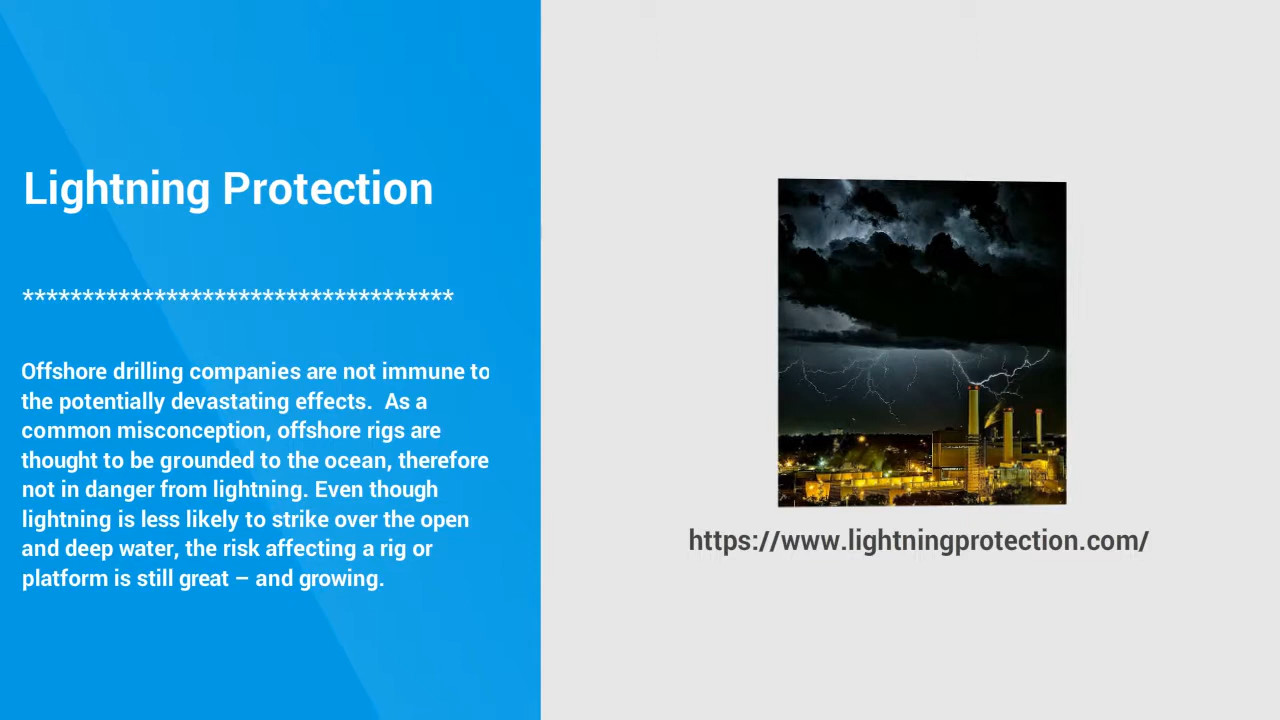 Lightning Protection
************************************
Offshore drilling companies are not immune to
the potentially devastating effects.  As a
common misconception, offshore rigs are
thought to be grounded to the ocean, therefore
not in danger from lightning. Even though
lightning is less likely to strike over the open
and deep water, the risk affecting a rig or
platform is still great – and growing.
https://www.lightningprotection.com/